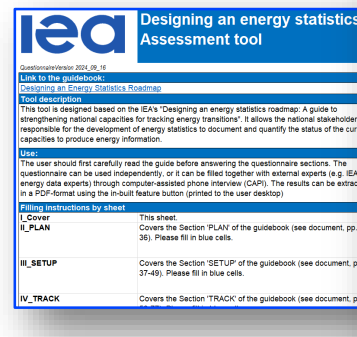 iea
Designing an energy statistics
Assessment tool
QuestionnaireVersion 2024_09_16
Link to the guidebook:
Designing an Energy Statistics Roadmap
Tool description
This tool is designed based on the IEA's "Designing an energy statistics roadmap: A guide to
strengthening national capacities for tracking energy transitions". It allows the national stakeholder
responsible for the development of energy statistics to document and quantify the status of the cur
capacities to produce energy information.
Use:
The user should first carefully read the guide before answering the questionnaire sections. The
questionnaire can be used independently, or it can be filled together with external experts (e.g. IEA
energy data experts) through computer-assisted phone interview (CAPI). The results can be extrac
in a PDF-format using the in-built feature button (printed to the user desktop)
Filling instructions by sheet
I_Cover This sheet.
II_PLAN Covers the Section 'PLAN' of the guidebook (see document, pp.
36). Please fill in blue cells.
III_SETUP Covers the Section 'SETUP' of the guidebook (see document, p
37-49). Please fill in blue cells.
IV_TRACK Covers the Section 'TRACK' of the guidebook (see document, p